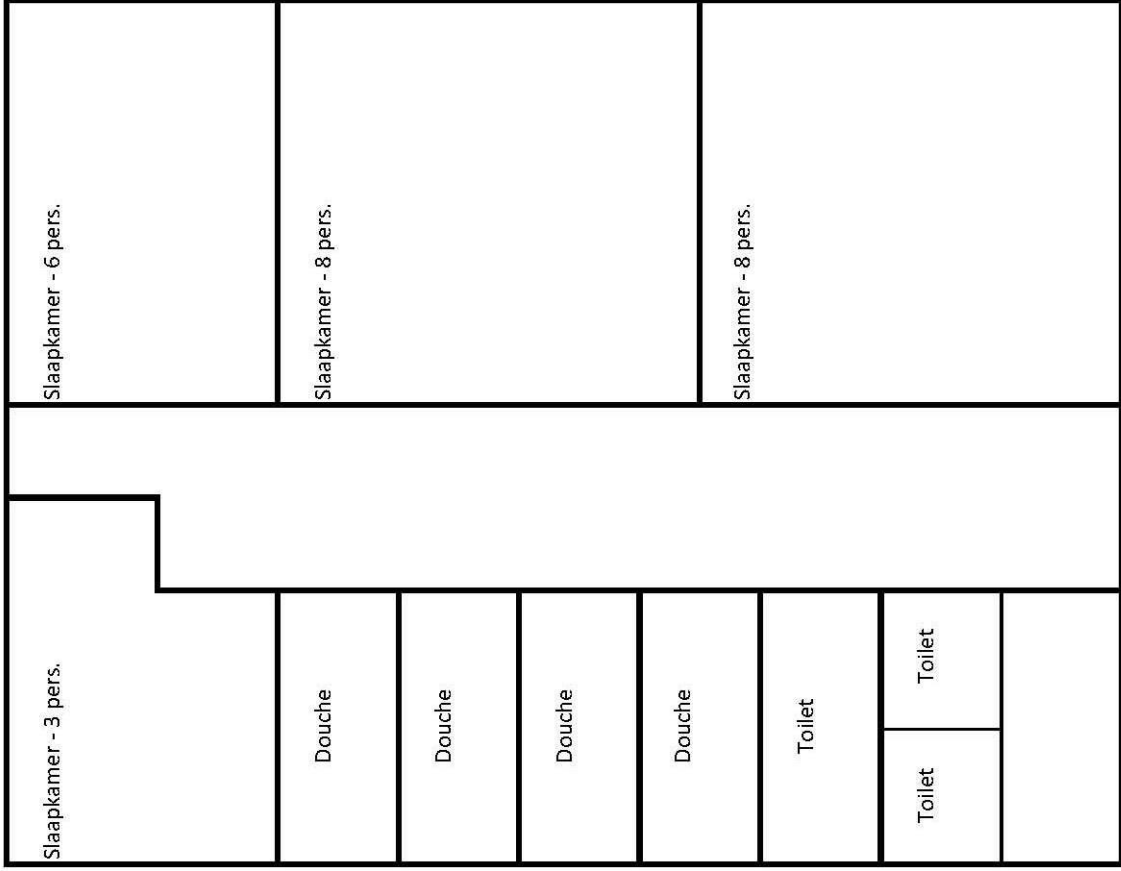 Slaapkamer - 6 pers.
Slaapkamer - 8 pers.
Slaapkamer - 8 pers.
Slaapkamer - 3 pers.
Douche
Douche
Douche
Douche
Toilet
Toilet
Toilet